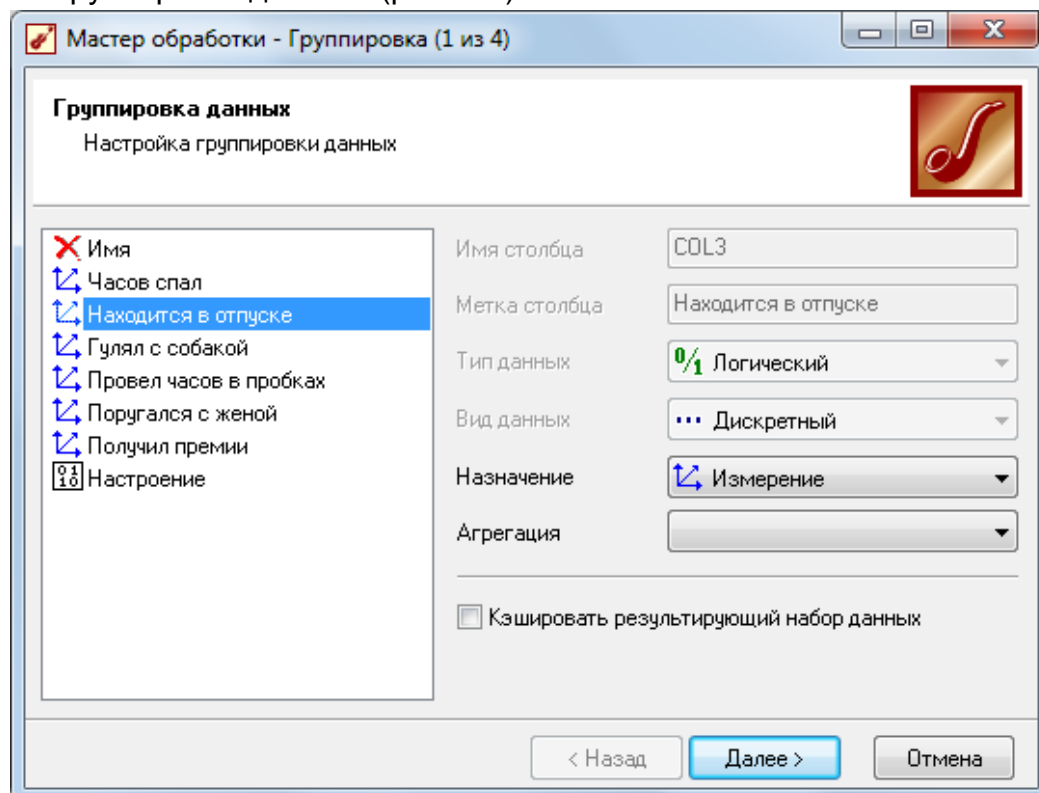 Мастер обработки - Группировка (1 из 4)
Группировка данных
Настройка группировки данных
Имя
Часов спал
Находится в отпуске
Гулял с собакой
Провел часов в пробках
Поругался с женой
Получил премии
Настроение
Имя столбца COL3
Метка столбца Находится в отпуске
Тип данных 0/1 Логический
Вид данных Дискретный
Назначение Измерение
Агрегация
Кэшировать результирующий набор данных
< Назад Далее > Отмена